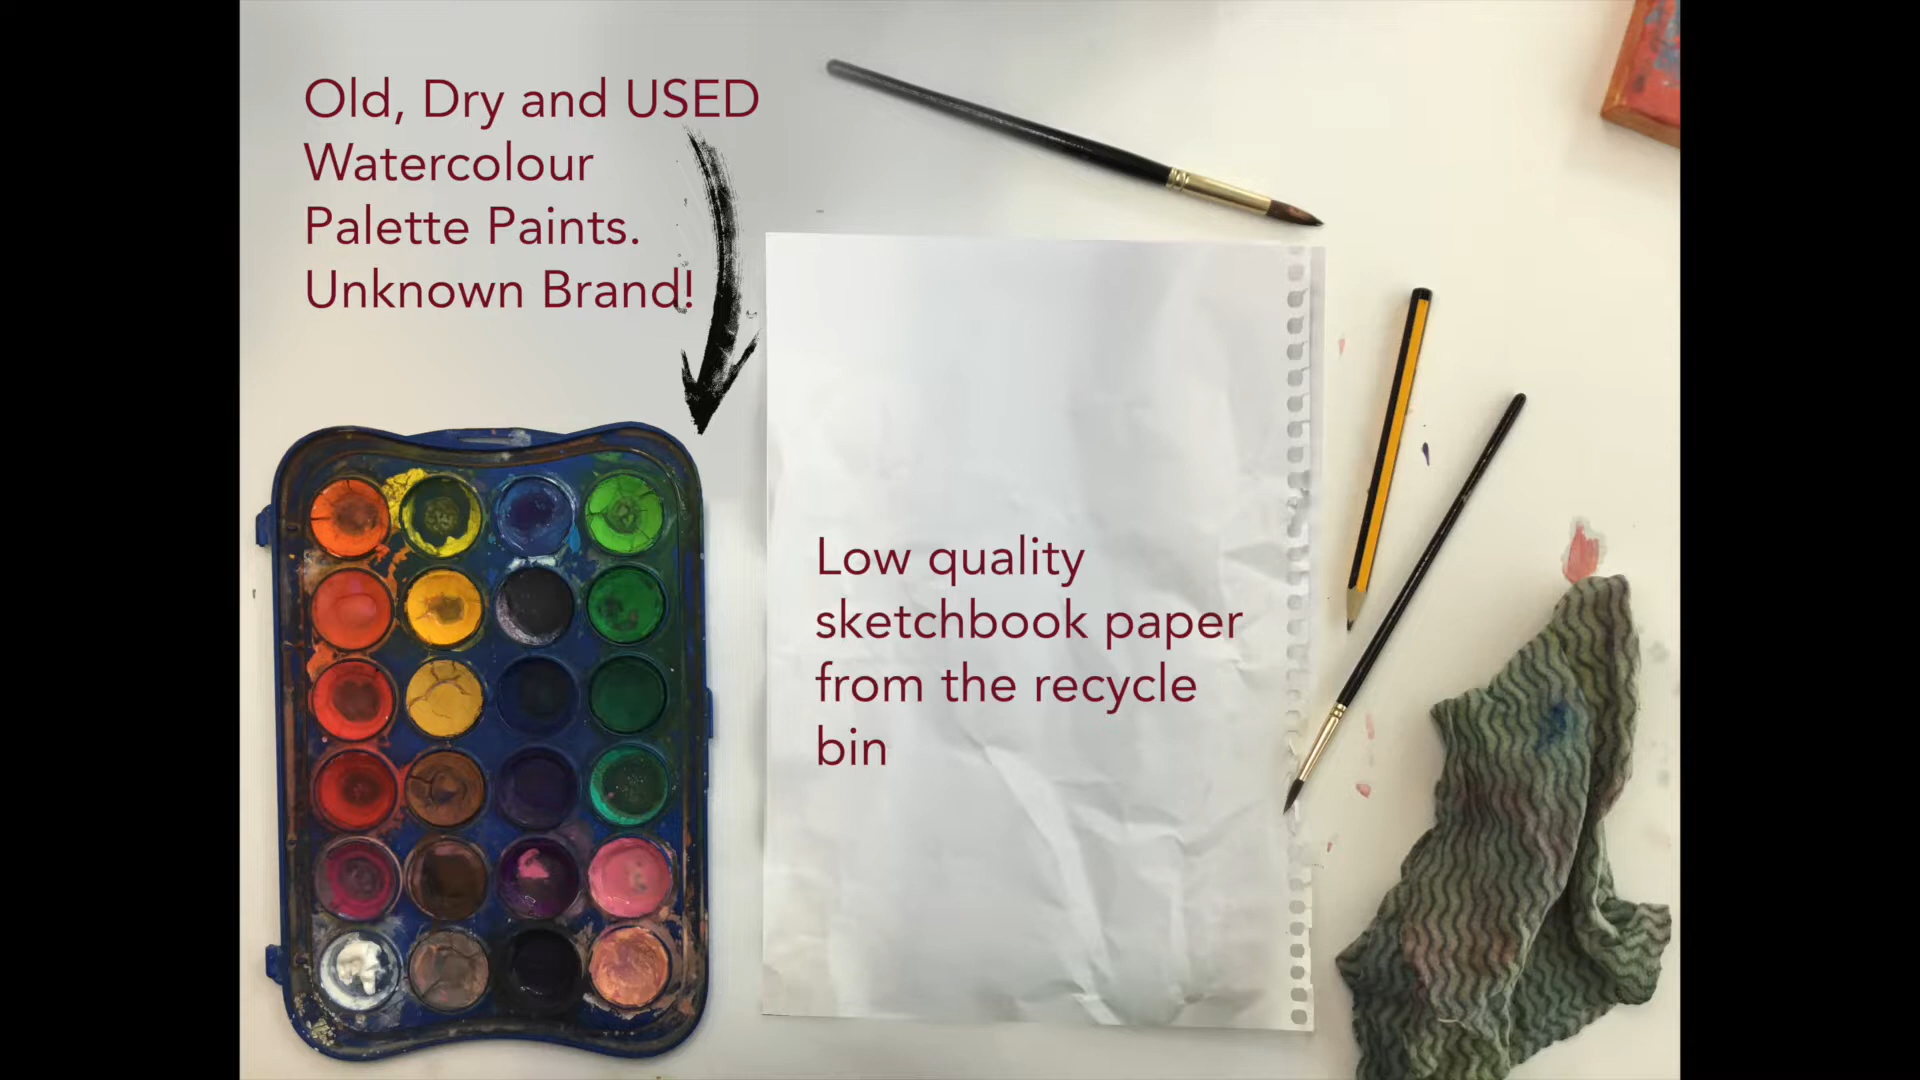 Old, Dry and USED
Watercolour
Palette Paints.
Unknown Brand!
Low quality
sketchbook paper
from the recycle
bin